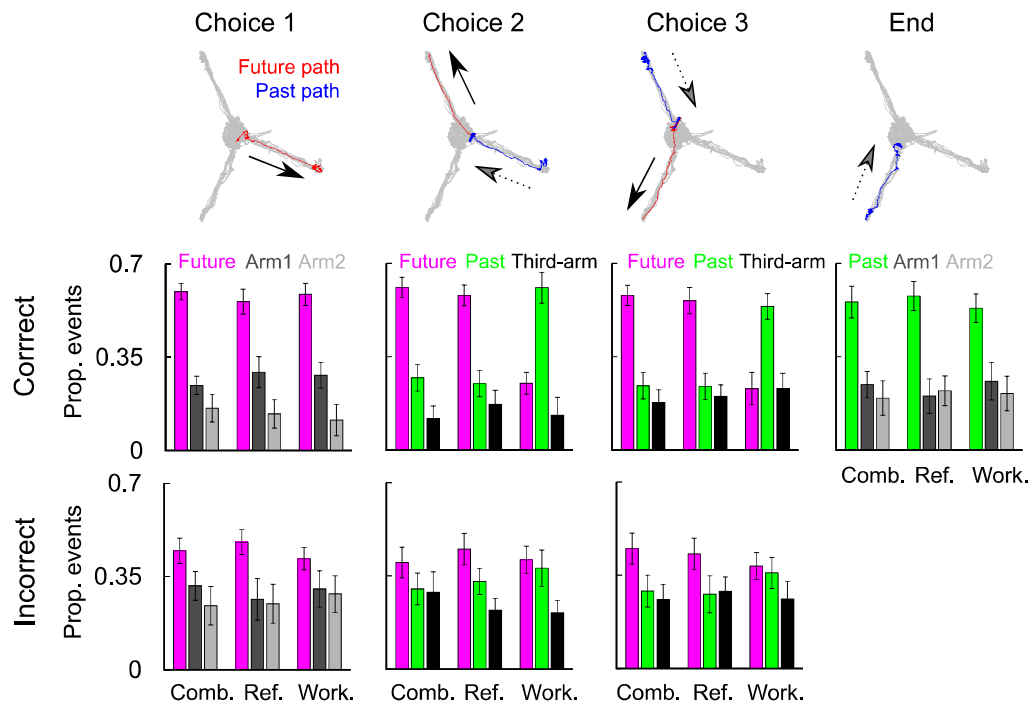 Choice 1 Choice 2 Choice 3 End
Future path
Past path
Corrrect
Prop. events
0.7
0.35
0
Future Arm1 Arm2
Future Past Third-arm
Future Past Third-arm
Past Arm1 Arm2
Comb. Ref. Work.
Incorrect
Prop. events
0.7
0.35
0
Comb. Ref. Work.
Comb. Ref. Work.
Comb. Ref. Work.